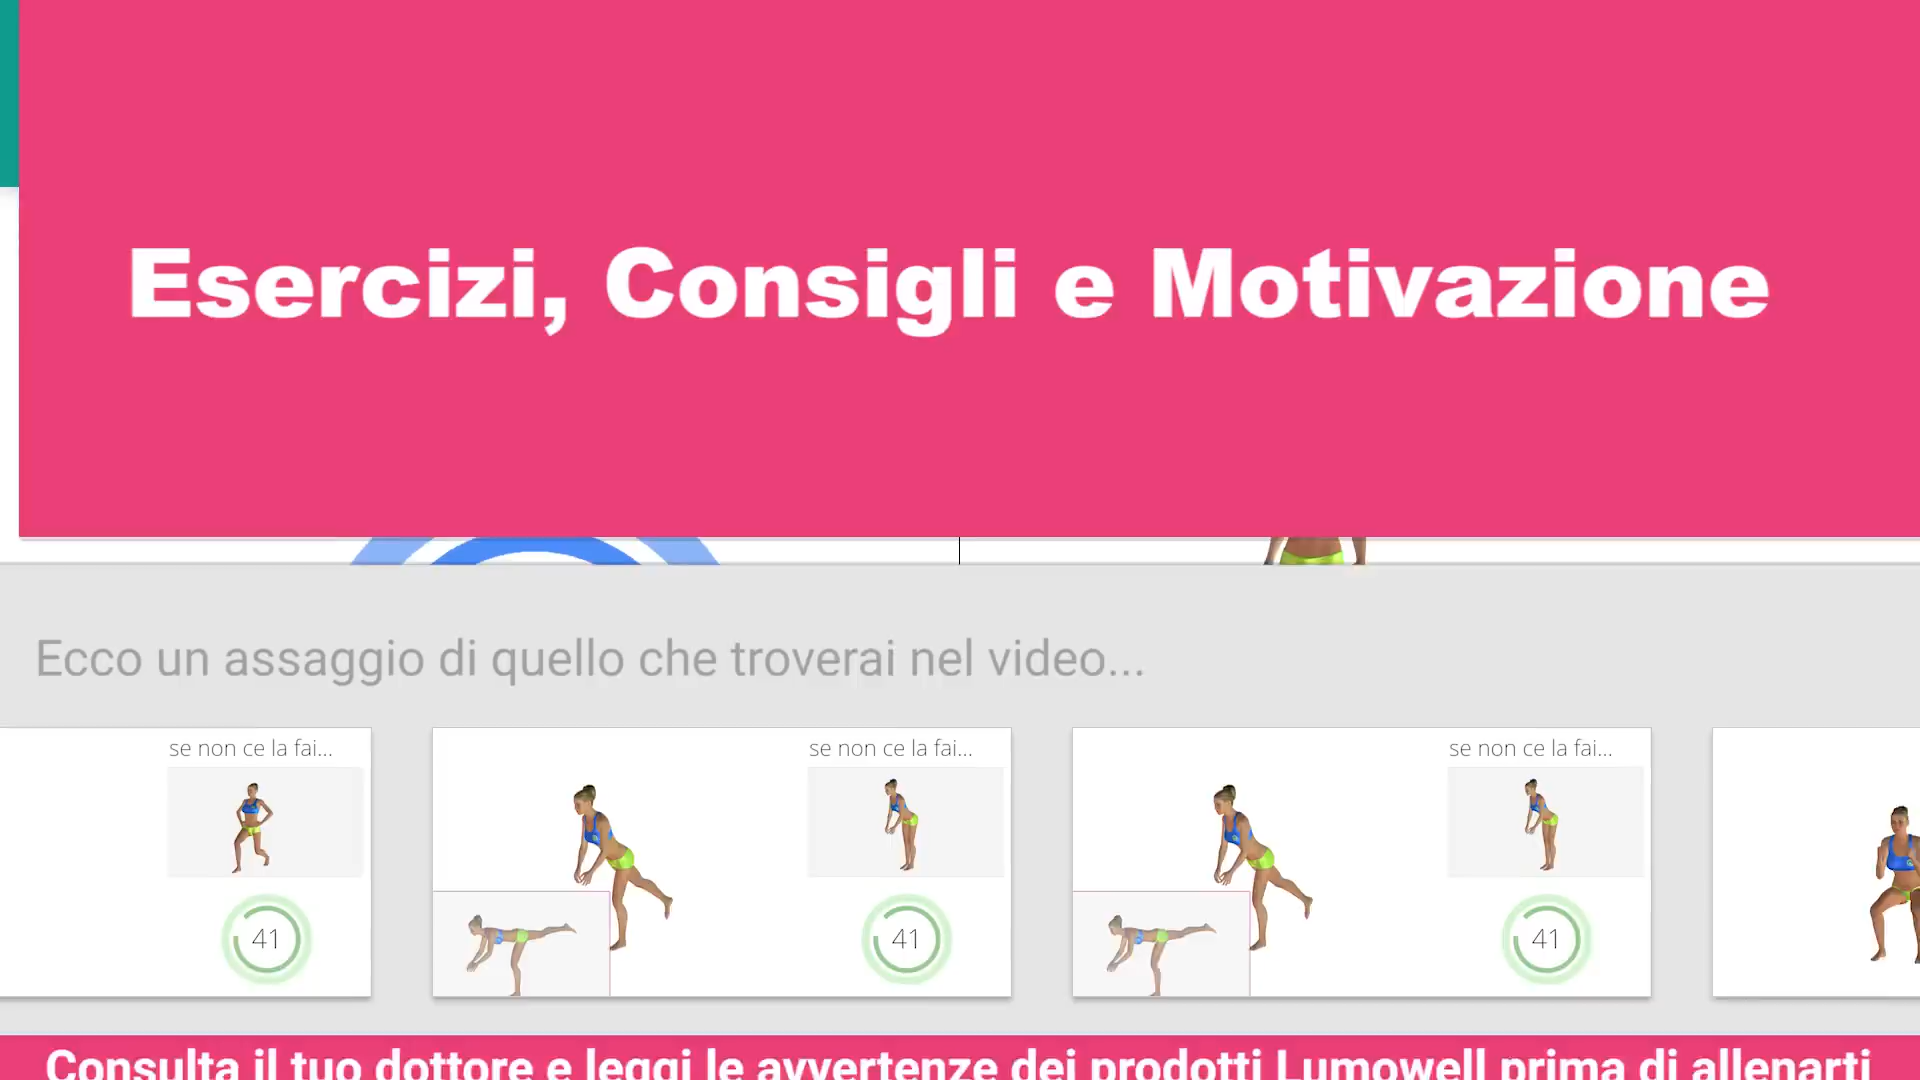 Esercizi, Consigli e Motivazione
Ecco un assaggio di quello che troverai nel video...
se non ce la fai...
se non ce la fai...
se non ce la fai...
41
41
41
Consulta il tuo dottore e leggi le avvertenze dei prodotti Lumowell prima di allenarti